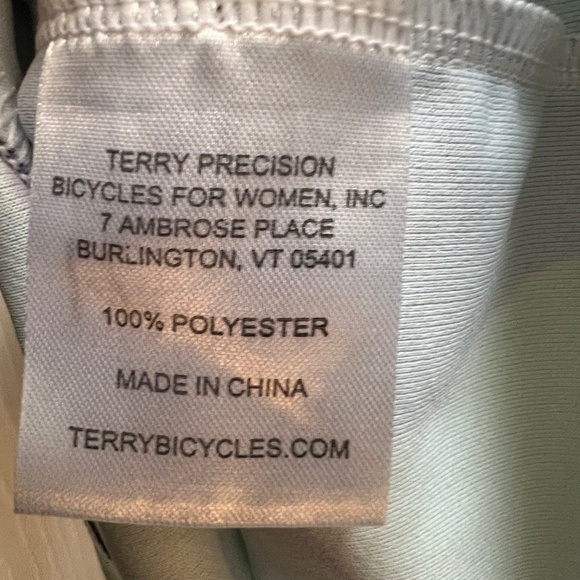 TERRY PRECISION
BICYCLES FOR WOMEN, INC
7 AMBROSE PLACE
BURLINGTON, VT 05401
100% POLYESTER
MADE IN CHINA
TERRYBICYCLES.COM